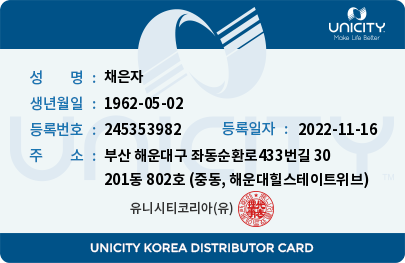 UNICITY
Make Life Better
성 명 : 채은자
생년월일 : 1962-05-02
등록번호 : 245353982 등록일자 : 2022-11-16
주 소 : 부산 해운대구 좌동순환로433번길 30
201동 802호 (중동, 해운대힐스테이트위브)
유니시티코리아(유)
UNICITY
UNICITY KOREA DISTRIBUTOR CARD